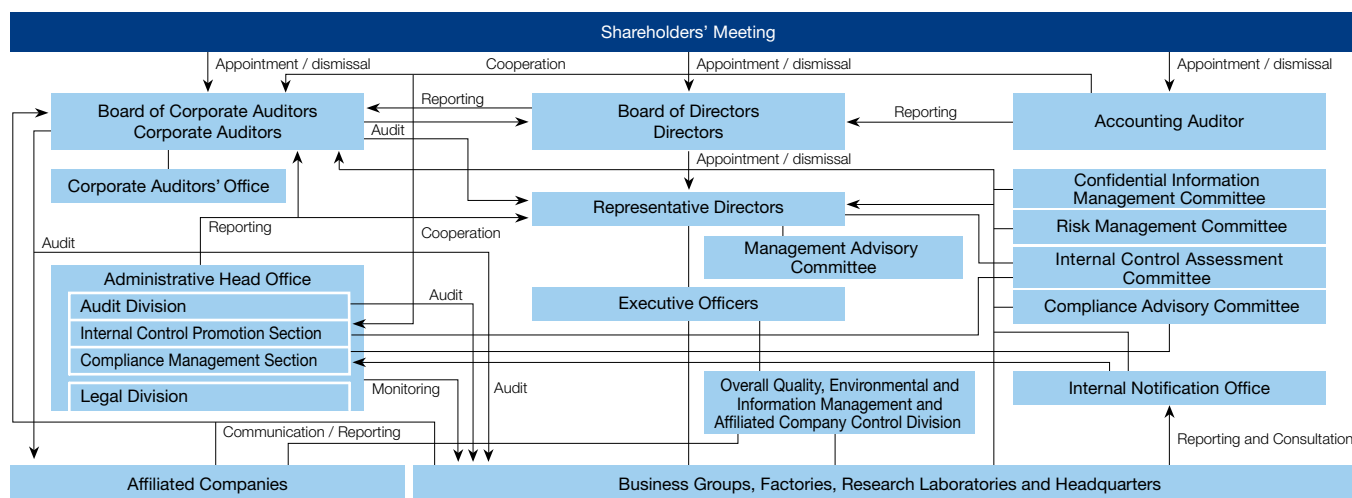 Shareholders’ Meeting
Appointment / dismissal
Cooperation
Appointment / dismissal
Appointment / dismissal
Board of Corporate Auditors
Corporate Auditors
Reporting
Audit
Board of Directors
Directors
Reporting
Accounting Auditor
Appointment / dismissal
Corporate Auditors’ Office
Representative Directors
Confidential Information
Management Committee
Risk Management Committee
Reporting
Cooperation
Audit
Management Advisory
Committee
Internal Control Assessment
Committee
Administrative Head Office
Audit Division
Audit
Executive Officers
Compliance Advisory Committee
Internal Control Promotion Section
Compliance Management Section
Legal Division
Monitoring
Audit
Overall Quality, Environmental and
Information Management and
Affiliated Company Control Division
Internal Notification Office
Communication / Reporting
Reporting and Consultation
Affiliated Companies
Business Groups, Factories, Research Laboratories and Headquarters